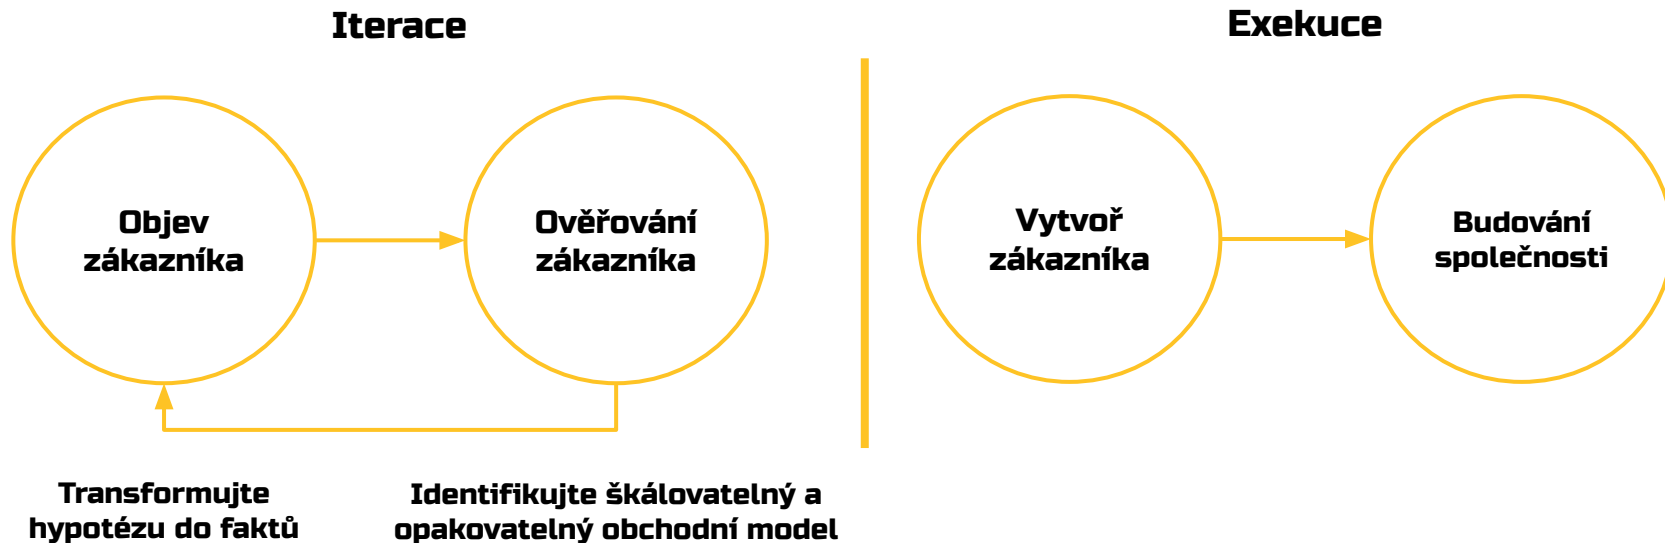 Iterace
Exekuce
Objev
zákazníka
Ověřování
zákazníka
Vytvoř
zákazníka
Budování
společnosti
Transformujte
hypotézu do faktů
Identifikujte škálovatelný a
opakovatelný obchodní model